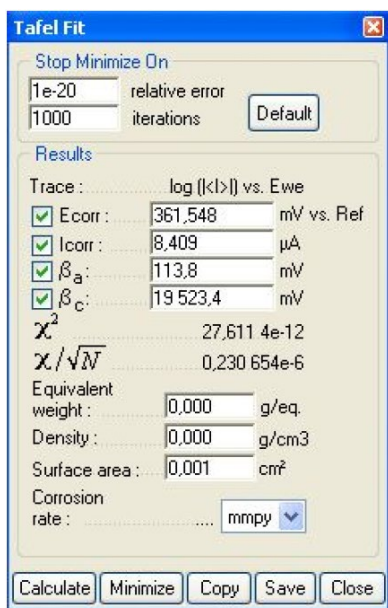 Tafel Fit
Stop Minimize On
1e-20 relative error
1000 iterations
Default
Results
Trace : log (|<I>|) vs. Ewe
Ecorr : 361,548 mV vs. Ref
Icorr : 8,409 µA
βa : 113,8 mV
βc : 19 523,4 mV
χ² 27,611 4e-12
χ/√N 0,230 654e-6
Equivalent
weight : 0,000 g/eq.
Density : 0,000 g/cm3
Surface area : 0,001 cm²
Corrosion
rate : mmpy
Calculate Minimize Copy Save Close